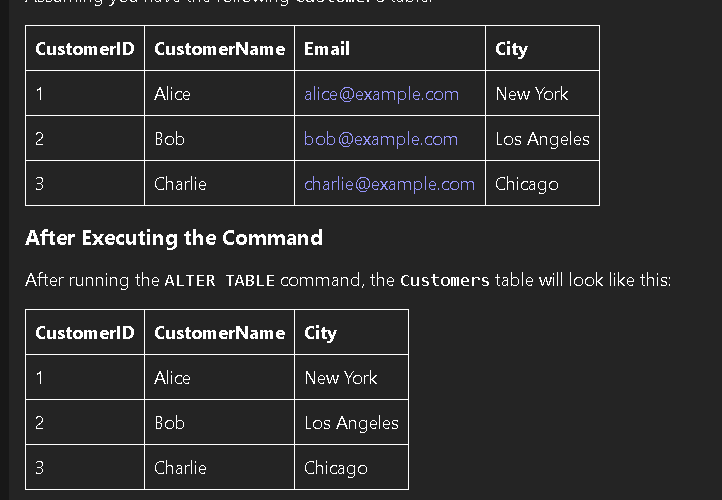 Assuming you have the following Customers table:
CustomerID CustomerName Email City
1 Alice alice@example.com New York
2 Bob bob@example.com Los Angeles
3 Charlie charlie@example.com Chicago
After Executing the Command
After running the ALTER TABLE command, the Customers table will look like this:
CustomerID CustomerName City
1 Alice New York
2 Bob Los Angeles
3 Charlie Chicago